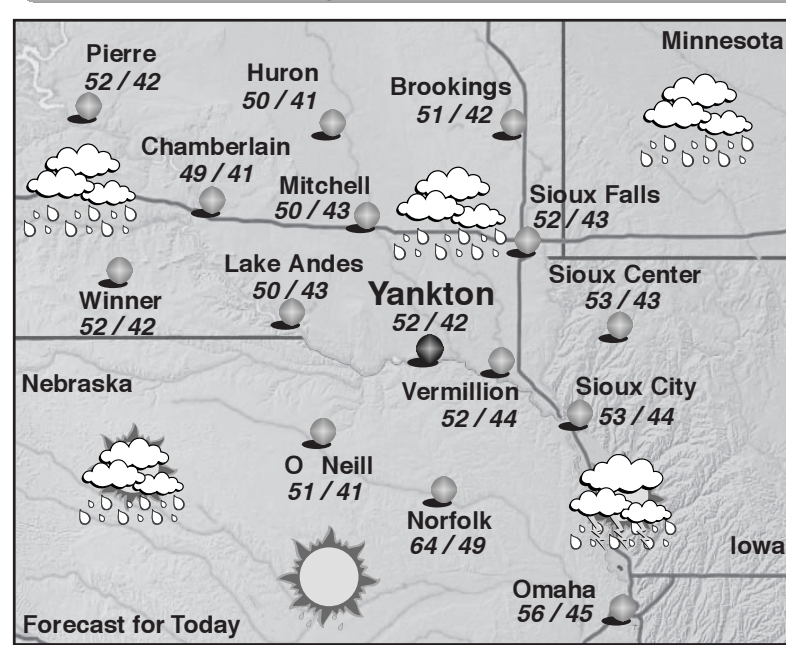 Minnesota
Pierre
52 / 42
Huron
50 / 41
Brookings
51 / 42
Chamberlain
49 / 41
Mitchell
50 / 43
Sioux Falls
52 / 43
Lake Andes
50 / 43
Winner
52 / 42
Yankton
52 / 42
Sioux Center
53 / 43
Nebraska
Vermillion
52 / 44
Sioux City
53 / 44
O Neill
51 / 41
Norfolk
64 / 49
Iowa
Omaha
56 / 45
Forecast for Today